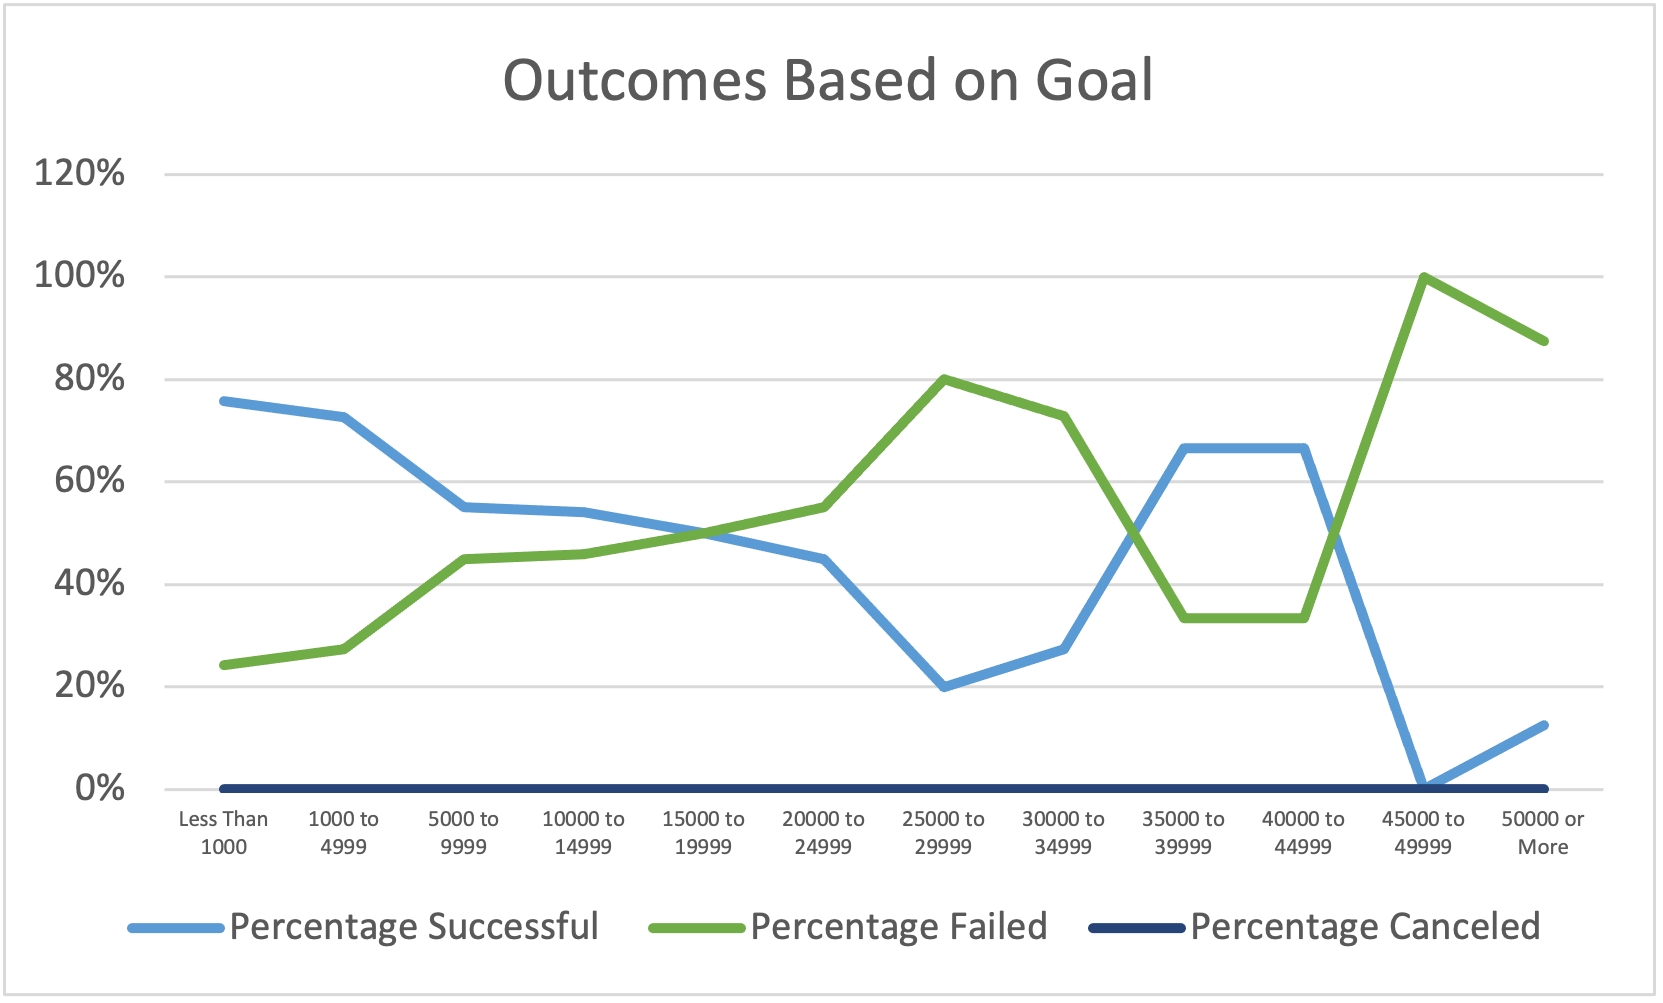 Outcomes Based on Goal
120%
100%
80%
60%
40%
20%
0%
Less Than
1000
1000 to
4999
5000 to
9999
10000 to
14999
15000 to
19999
20000 to
24999
25000 to
29999
30000 to
34999
35000 to
39999
40000 to
44999
45000 to
49999
50000 or
More
Percentage Successful
Percentage Failed
Percentage Canceled